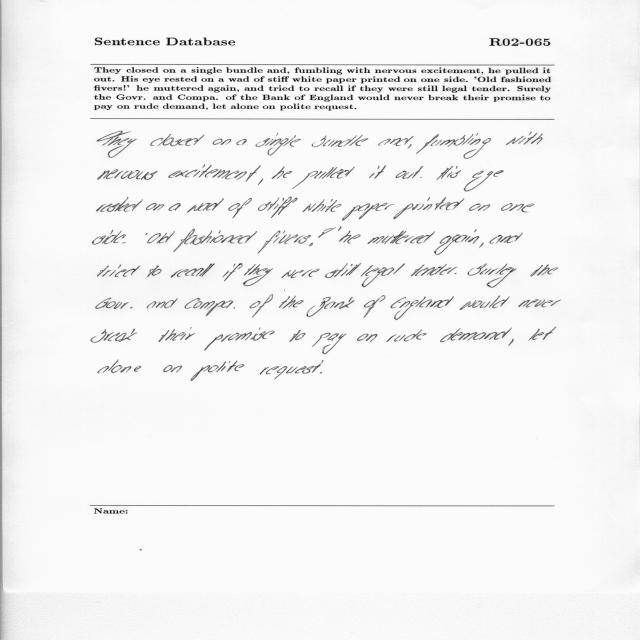 Sentence Database R02-065
They closed on a single bundle and, fumbling with nervous excitement, he pulled it
out. His eye rested on a wad of stiff white paper printed on one side. 'Old fashioned
fivers!' he muttered again, and tried to recall if they were still legal tender. Surely
the Govr. and Compa. of the Bank of England would never break their promise to
pay on rude demand, let alone on polite request.
They closed on a single bundle and, fumbling with
nervous excitement, he pulled it out. His eye
rested on a wad of stiff white paper printed on one
side. 'Old fashioned fivers!' he muttered again, and
tried to recall if they were still legal tender. Surley the
Govr. and Compa. of the Bank of England would never
break their promise to pay on rude demand, let
alone on polite request.
Name: